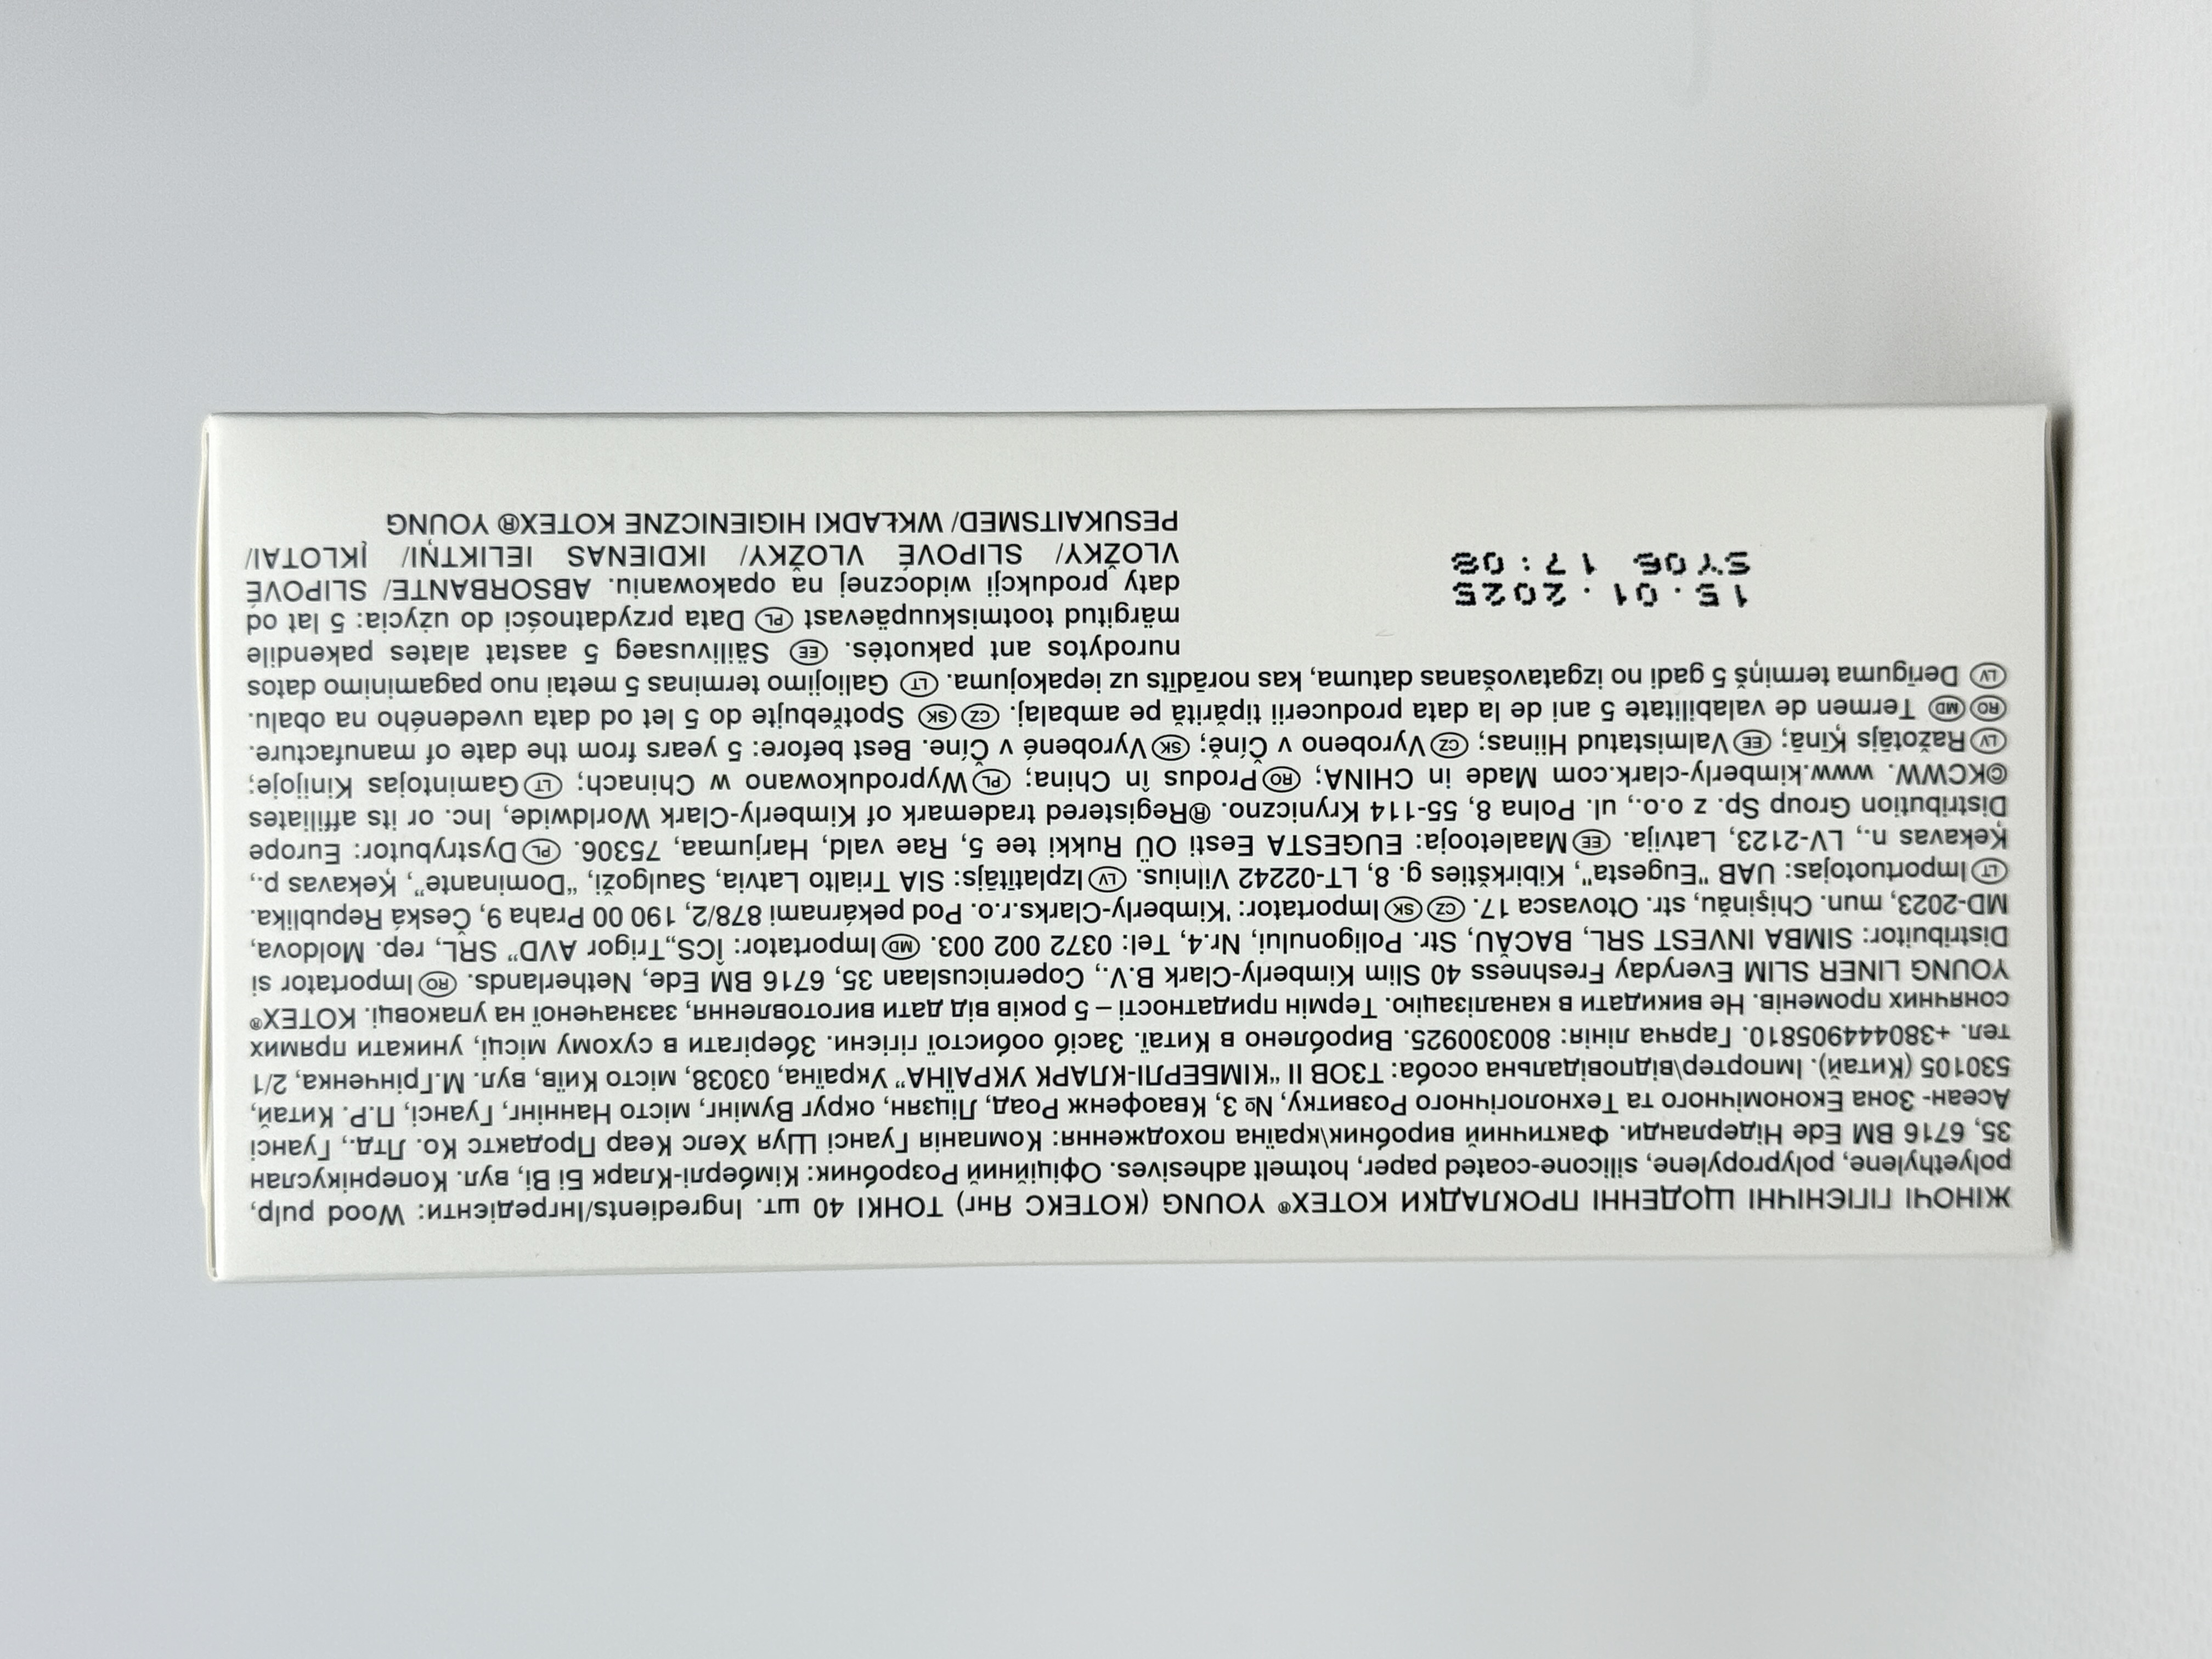 ЖІНОЧІ ГІГІЄНІЧНІ ЩОДЕННІ ПРОКЛАДКИ KOTEX® YOUNG (КОТЕКС Янг) ТОНКІ 40 шт. Ingredients/Інгредієнти: Wood pulp,
polyethylene, polypropylene, silicone-coated paper, hotmelt adhesives. Офіційний Розробник: Кімберлі-Кларк Бі Ві, вул. Копернікуслан
35, 6716 BM Ede Нідерланди. Фактичний виробник\країна походження: Компанія Гуансі Шуя Хелс Кеар Продактс Ко. Лтд., Гуансі
Асеан- Зона Економічного та Технологічного Розвитку, № 3, Кваофенж Роад, Ліцзян, округ Вумінг, місто Наннінг, Гуансі, П.Р. Китай,
530105 (Китай). Імпортер\відповідальна особа: ТЗОВ ІІ “КІМБЕРЛІ-КЛАРК УКРАЇНА” Україна, 03038, місто Київ, вул. М.Грінченка, 2/1
тел. +380444905810. Гаряча лінія: 800300925. Вироблено в Китаї. Засіб особистої гігієни. Зберігати в сухому місці, уникати прямих
сонячних променів. Не викидати в каналізацію. Термін придатності – 5 років від дати виготовлення, зазначеної на упаковці. KOTEX®
YOUNG LINER SLIM Everyday Freshness 40 Slim Kimberly-Clark B.V., Copernicuslaan 35, 6716 BM Ede, Netherlands. RO Importator si
Distribuitor: SIMBA INVEST SRL, BACĂU, Str. Poligonului, Nr.4, Tel: 0372 002 003. MD Importator: ÎCS„Trigor AVD” SRL, rep. Moldova,
MD-2023, mun. Chişinău, str. Otovasca 17. CZ SK Importator: 'Kimberly-Clarks.r.o. Pod pekárnami 878/2, 190 00 Praha 9, Česká Republika.
LT Importuotojas: UAB "Eugesta", Kibirkšties g. 8, LT-02242 Vilnius. LV Izplatītājs: SIA Trialto Latvia, Saulgoži, “Dominante”, Ķekavas p.,
Ķekavas n., LV-2123, Latvija. EE Maaletooja: EUGESTA Eesti OÜ Rukki tee 5, Rae vald, Harjumaa, 75306. PL Dystrybutor: Europe
Distribution Group Sp. z o.o., ul. Polna 8, 55-114 Kryniczno. ®Registered trademark of Kimberly-Clark Worldwide, Inc. or its affiliates
©KCWW. www.kimberly-clark.com Made in CHINA; RO Produs în China; PL Wyprodukowano w Chinach; LT Gamintojas Kinijoje;
LV Ražotājs Ķīnā; EE Valmistatud Hiinas; CZ Vyrobeno v Číně; SK Vyrobené v Číne. Best before: 5 years from the date of manufacture.
RO MD Termen de valabilitate 5 ani de la data producerii tipărită pe ambalaj. CZ SK Spotřebujte do 5 let od data uvedeného na obalu.
LV Derīguma termiņš 5 gadi no izgatavošanas datuma, kas norādīts uz iepakojuma. LT Galiojimo terminas 5 metai nuo pagaminimo datos
nurodytos ant pakuotės. EE Säilivusaeg 5 aastat alates pakendile
märgitud tootmiskuupäevast PL Data przydatności do użycia: 5 lat od
daty produkcji widocznej na opakowaniu. ABSORBANTE/ SLIPOVÉ
VLOŽKY/ SLIPOVÉ VLOŽKY/ IKDIENAS IELIKTŅI/ ĮKLOTAI/
PESUKAITSMED/ WKŁADKI HIGIENICZNE KOTEX® YOUNG
15.01.2025
SY06 17:08